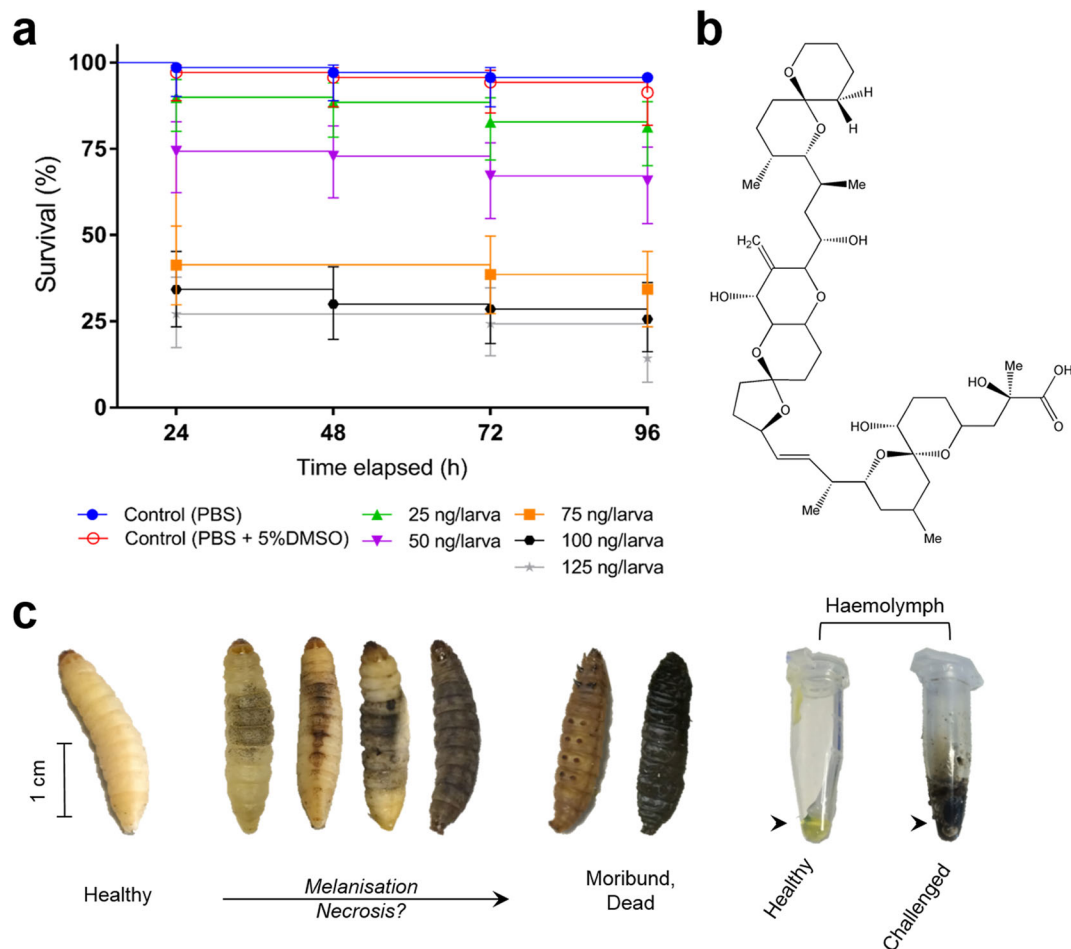 a
100
75
50
25
0
Survival (%)
24 48 72 96
Time elapsed (h)
Control (PBS)
Control (PBS + 5%DMSO)
25 ng/larva
50 ng/larva
75 ng/larva
100 ng/larva
125 ng/larva
b
O
H
H
O
Me
Me
OH
H₂C
HO
O
O
O
Me
HO
OH
O
HO
O
O
Me
Me
c
1 cm
Healthy
Melanisation
Necrosis?
Moribund,
Dead
Haemolymph
Healthy
Challenged